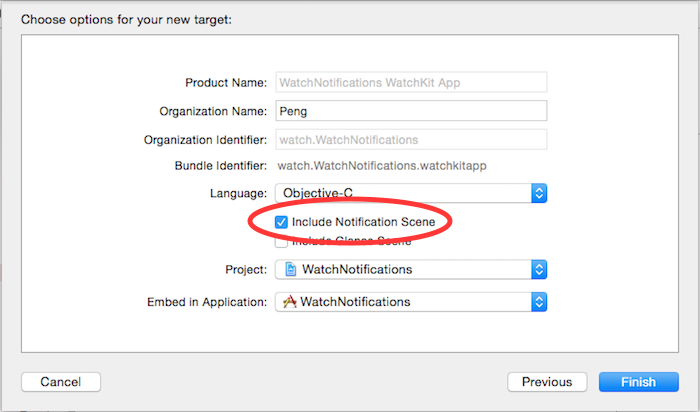 Choose options for your new target:
Product Name: WatchNotifications WatchKit App
Organization Name: Peng
Organization Identifier: watch.WatchNotifications
Bundle Identifier: watch.WatchNotifications.watchkitapp
Language: Objective-C
Include Notification Scene
Include Glance Scene
Project: WatchNotifications
Embed in Application: WatchNotifications
Cancel Previous Finish